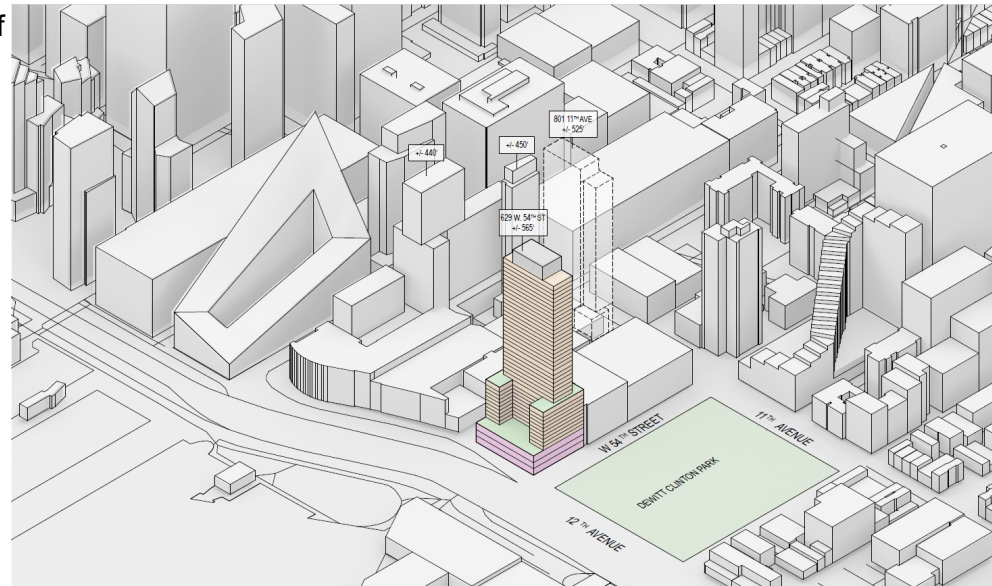 f
801 11TH AVE
+/- 525'
+/- 440'
+/- 450'
629 W. 54TH ST
+/- 565'
W 54TH STREET
11TH AVENUE
DEWITT CLINTON PARK
12TH AVENUE